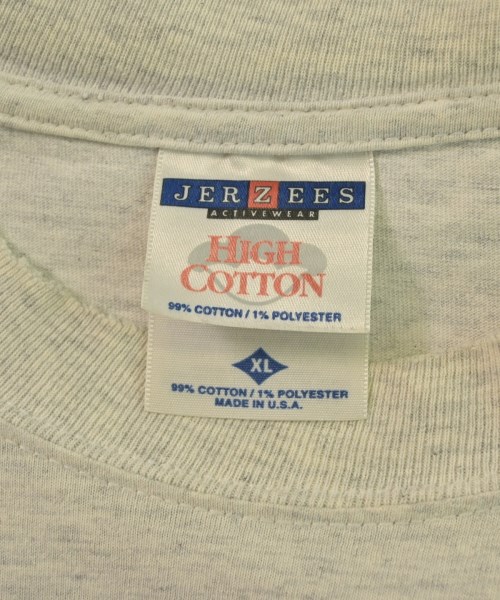 JERZEES
ACTIVEWEAR
HIGH
COTTON
99% COTTON / 1% POLYESTER
XL
99% COTTON / 1% POLYESTER
MADE IN U.S.A.